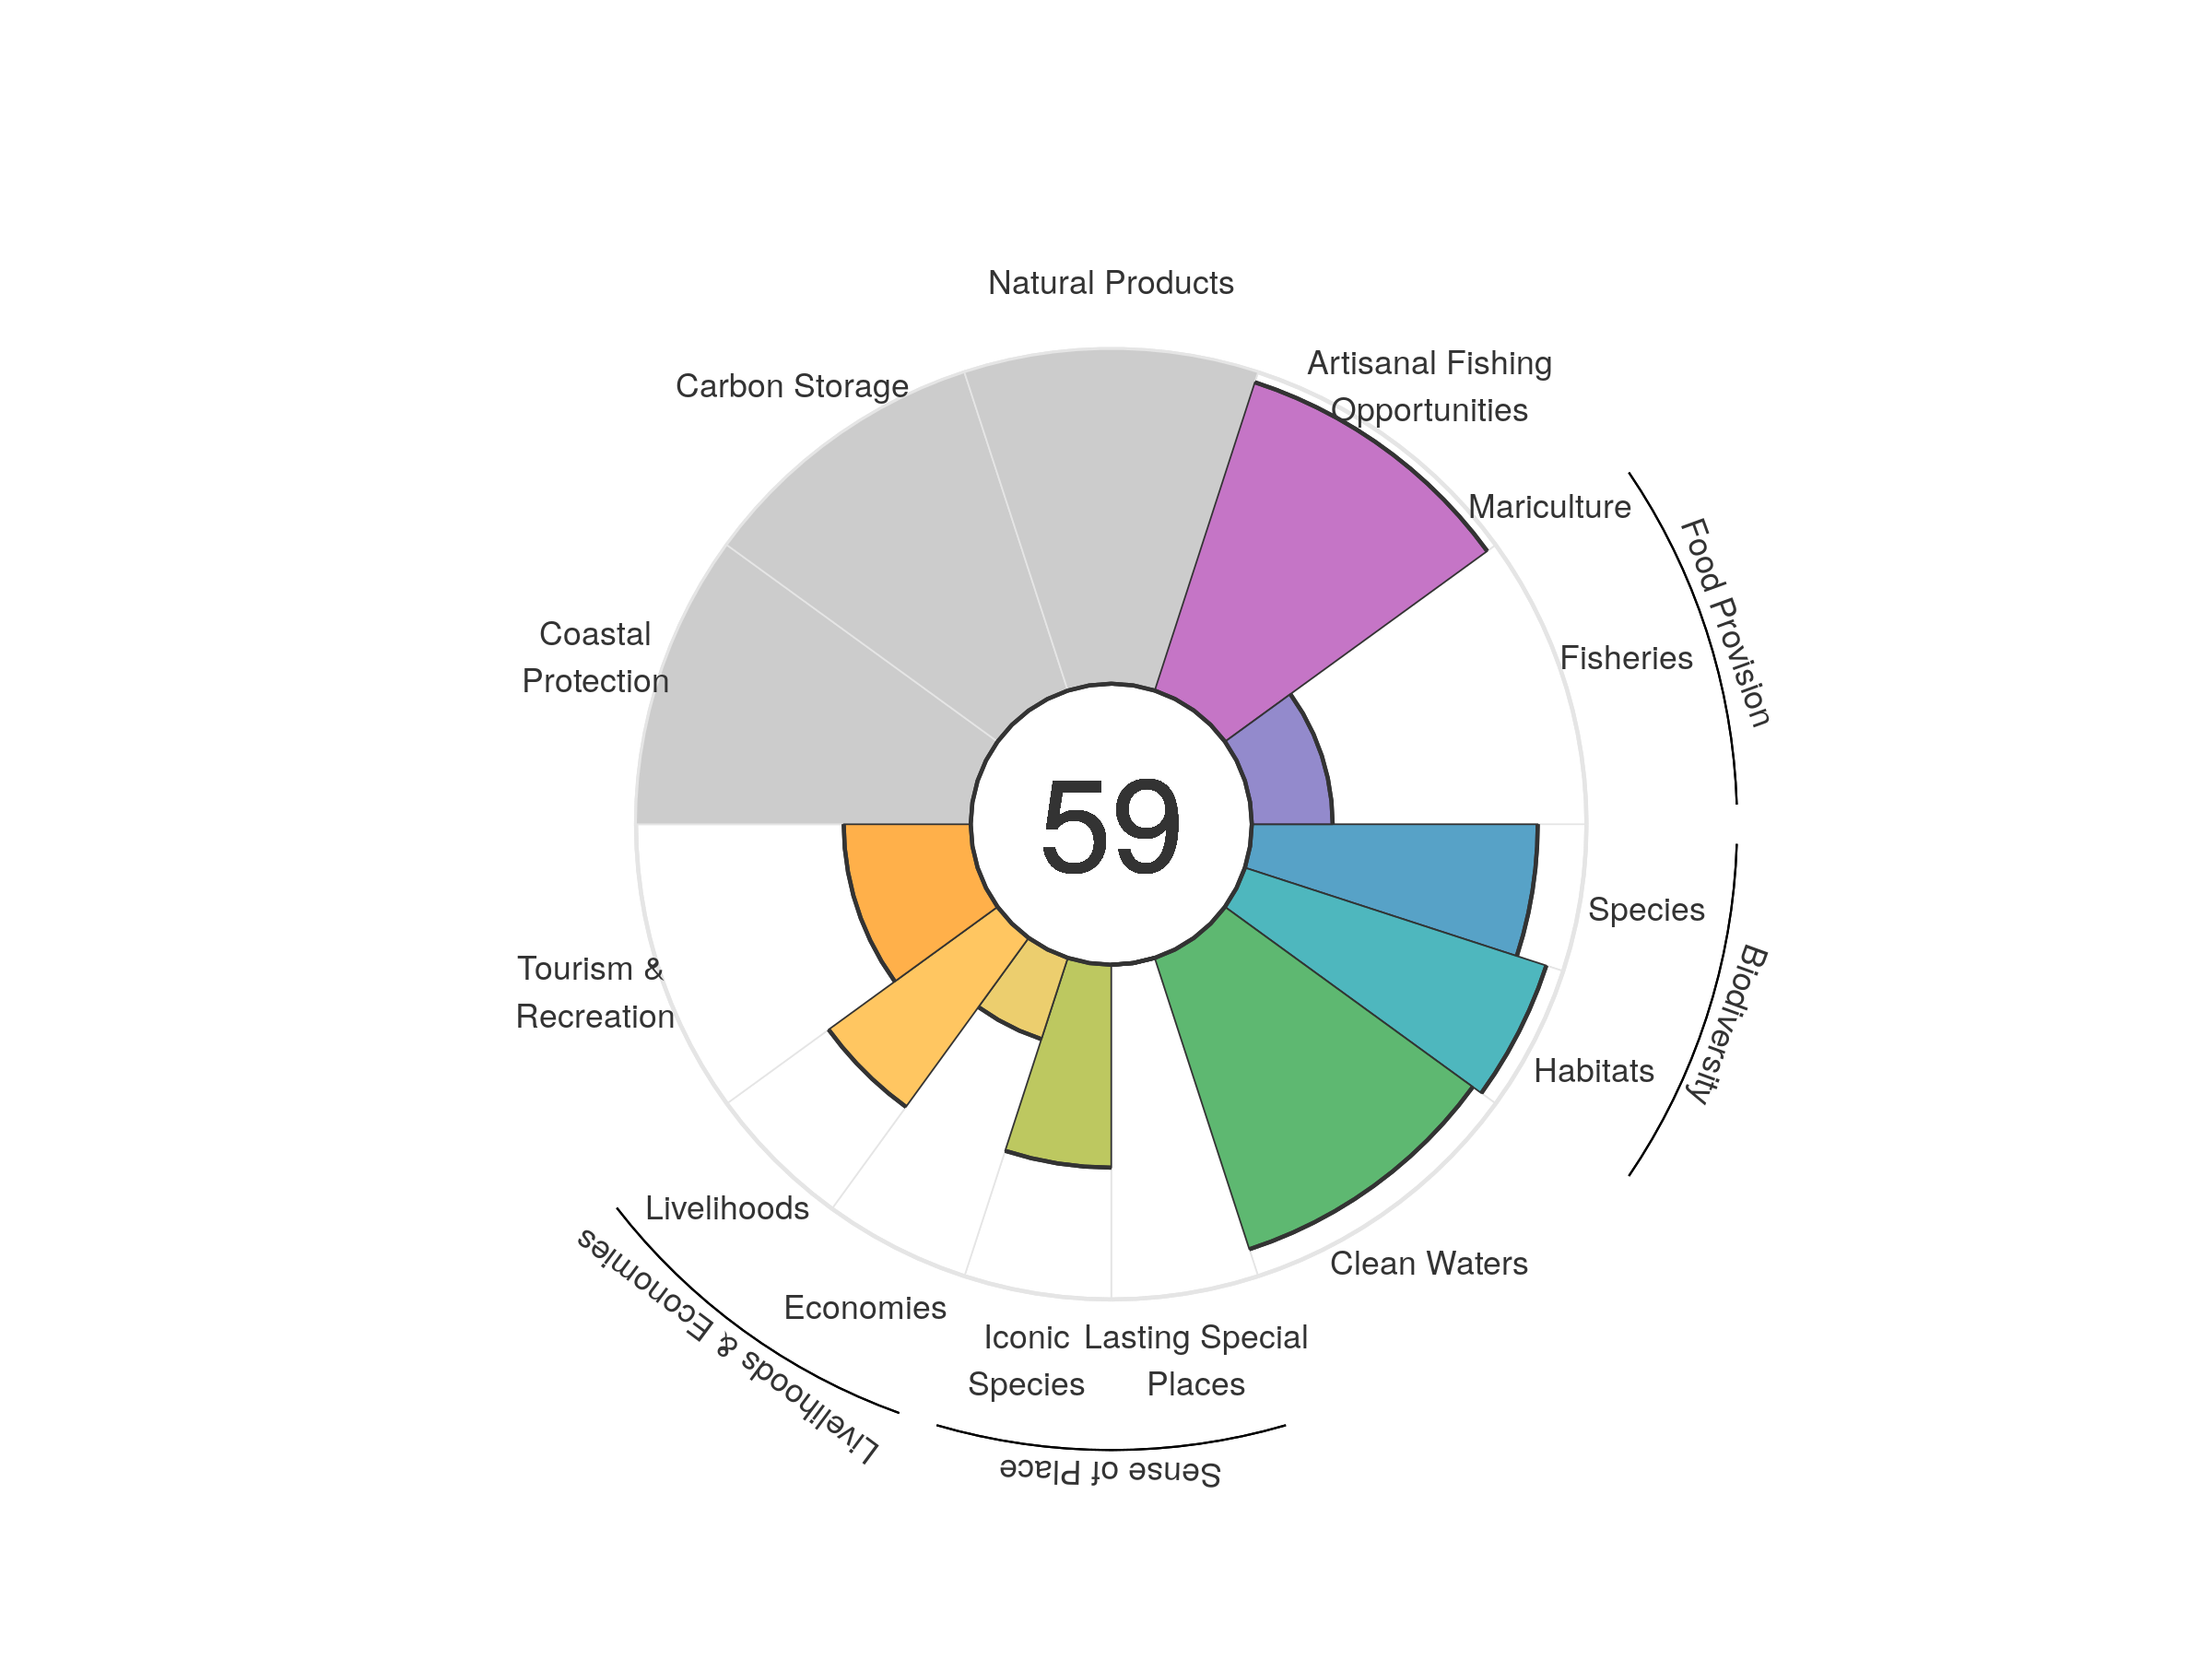 Natural Products
Artisanal Fishing
Opportunities
Carbon Storage
Mariculture
Food Provision
Fisheries
Coastal
Protection
59
Species
Biodiversity
Habitats
Tourism &
Recreation
Livelihoods
Clean Waters
Economies
Livelihoods & Economies
Iconic
Species
Lasting Special
Places
Sense of Place